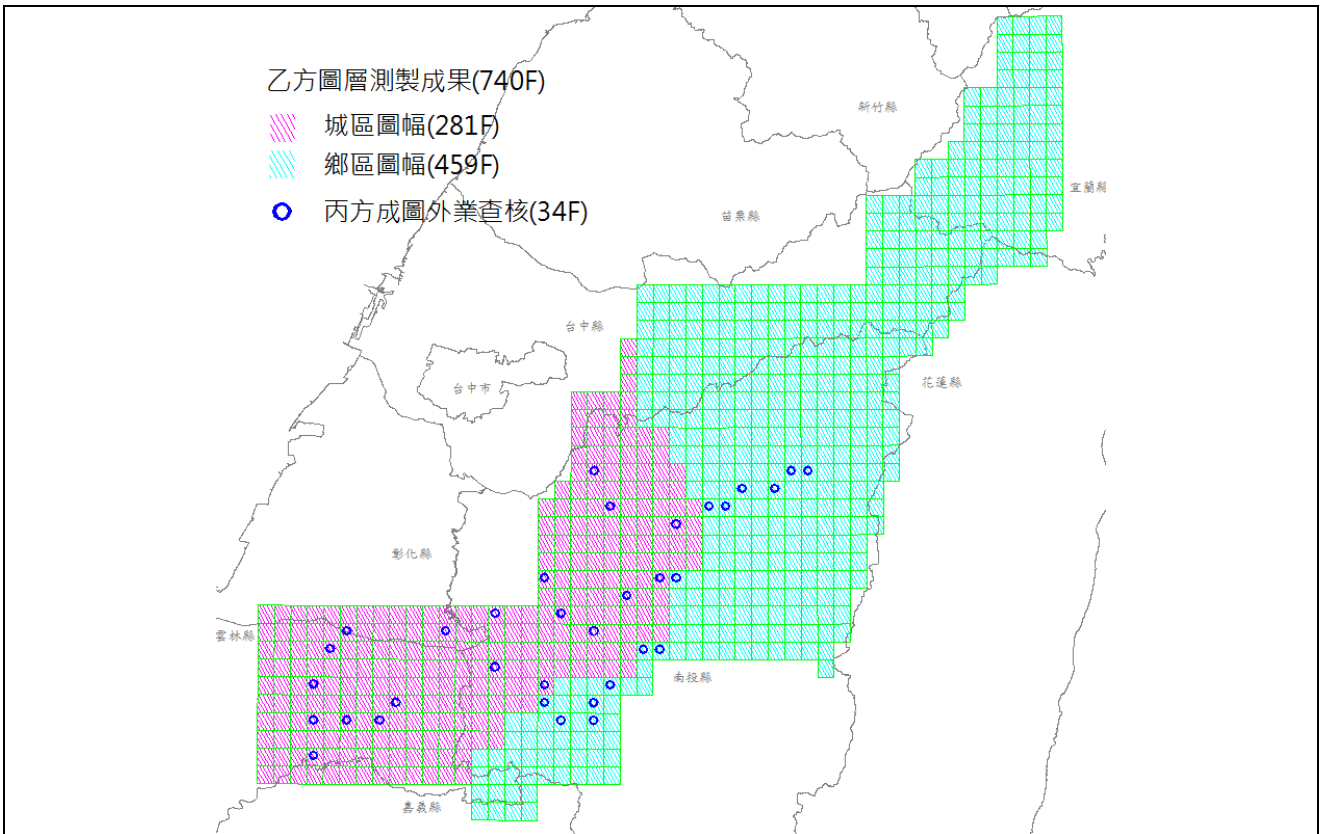 乙方圖層測製成果(740F)
城區圖幅(281F)
鄉區圖幅(459F)
丙方成圖外業查核(34F)
新竹縣
宜蘭縣
苗栗縣
台中縣
台中市
花蓮縣
彰化縣
雲林縣
南投縣
嘉義縣